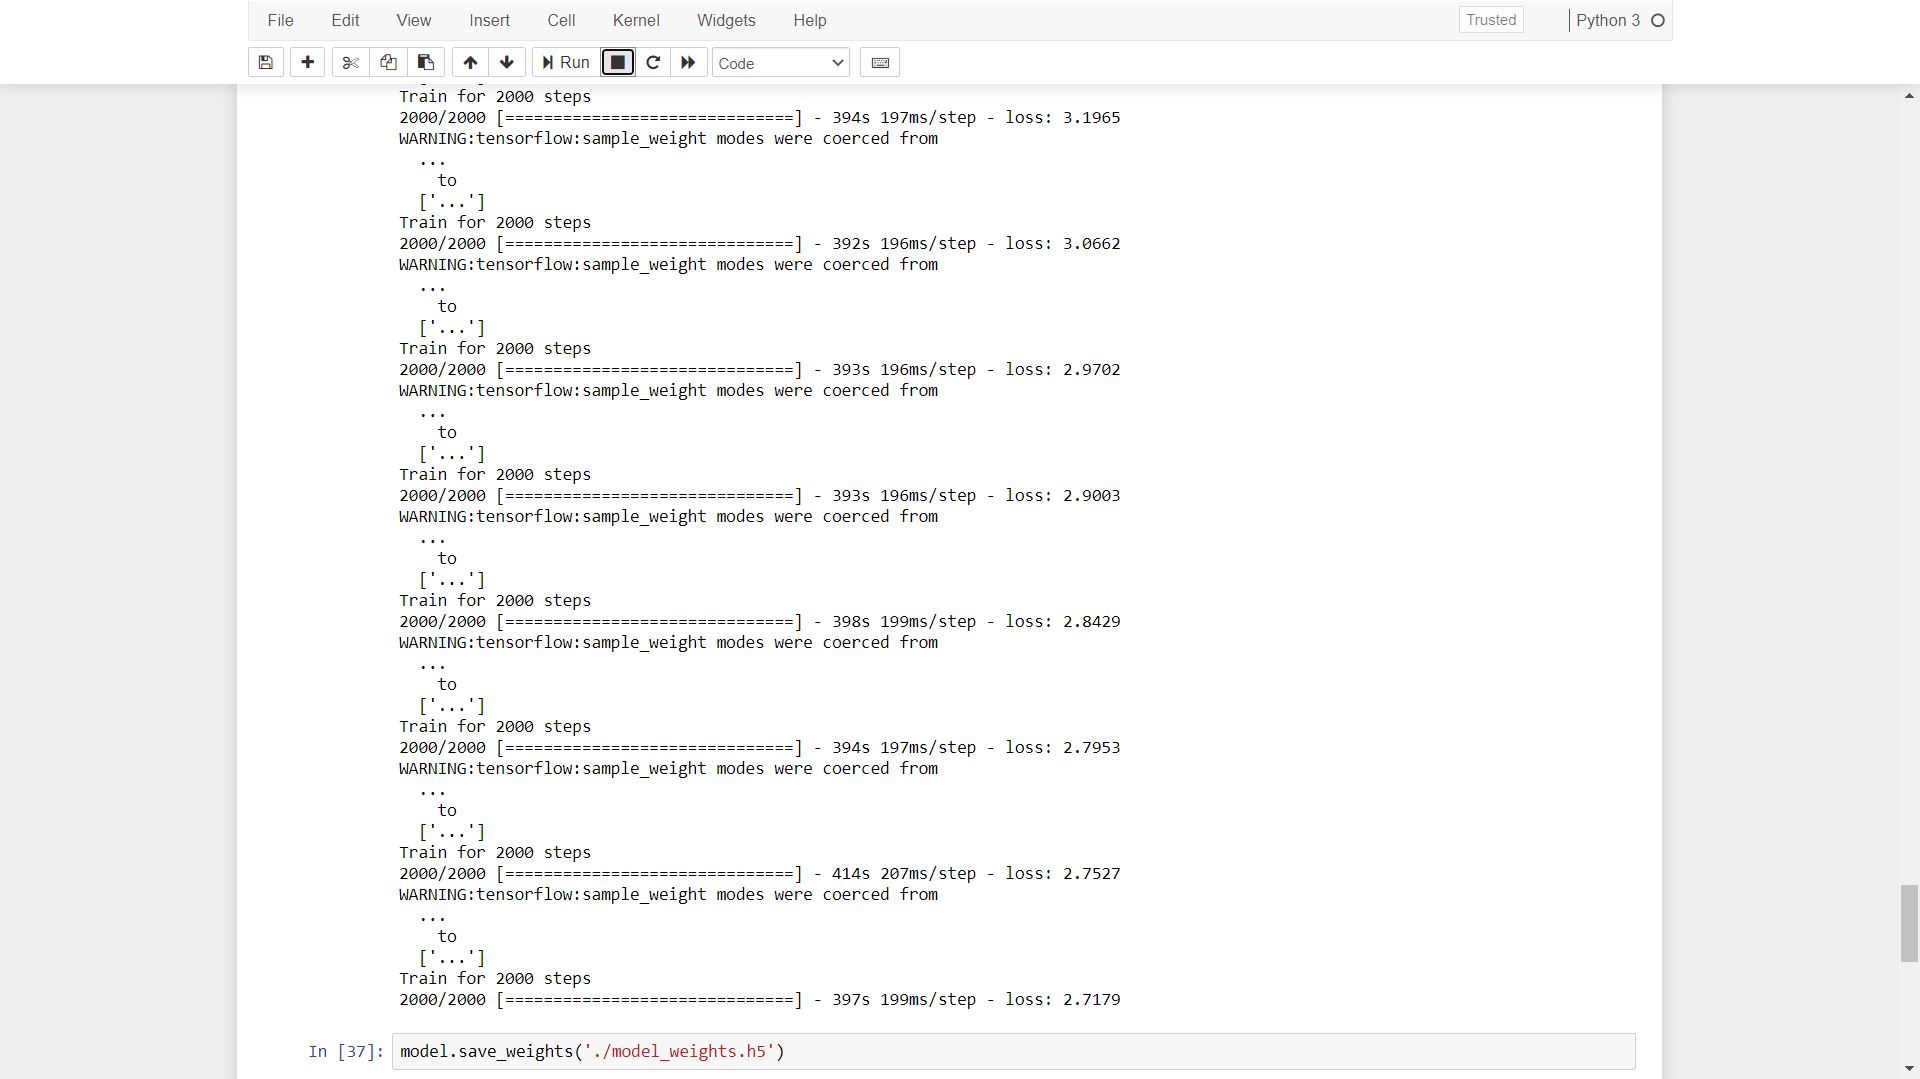 File Edit View Insert Cell Kernel Widgets Help Trusted Python 3
Run Code
Train for 2000 steps
2000/2000 [==============================] - 394s 197ms/step - loss: 3.1965
WARNING:tensorflow:sample_weight modes were coerced from
...
to
['...']
Train for 2000 steps
2000/2000 [==============================] - 392s 196ms/step - loss: 3.0662
WARNING:tensorflow:sample_weight modes were coerced from
...
to
['...']
Train for 2000 steps
2000/2000 [==============================] - 393s 196ms/step - loss: 2.9702
WARNING:tensorflow:sample_weight modes were coerced from
...
to
['...']
Train for 2000 steps
2000/2000 [==============================] - 393s 196ms/step - loss: 2.9003
WARNING:tensorflow:sample_weight modes were coerced from
...
to
['...']
Train for 2000 steps
2000/2000 [==============================] - 398s 199ms/step - loss: 2.8429
WARNING:tensorflow:sample_weight modes were coerced from
...
to
['...']
Train for 2000 steps
2000/2000 [==============================] - 394s 197ms/step - loss: 2.7953
WARNING:tensorflow:sample_weight modes were coerced from
...
to
['...']
Train for 2000 steps
2000/2000 [==============================] - 414s 207ms/step - loss: 2.7527
WARNING:tensorflow:sample_weight modes were coerced from
...
to
['...']
Train for 2000 steps
2000/2000 [==============================] - 397s 199ms/step - loss: 2.7179
In [37]: model.save_weights('./model_weights.h5')